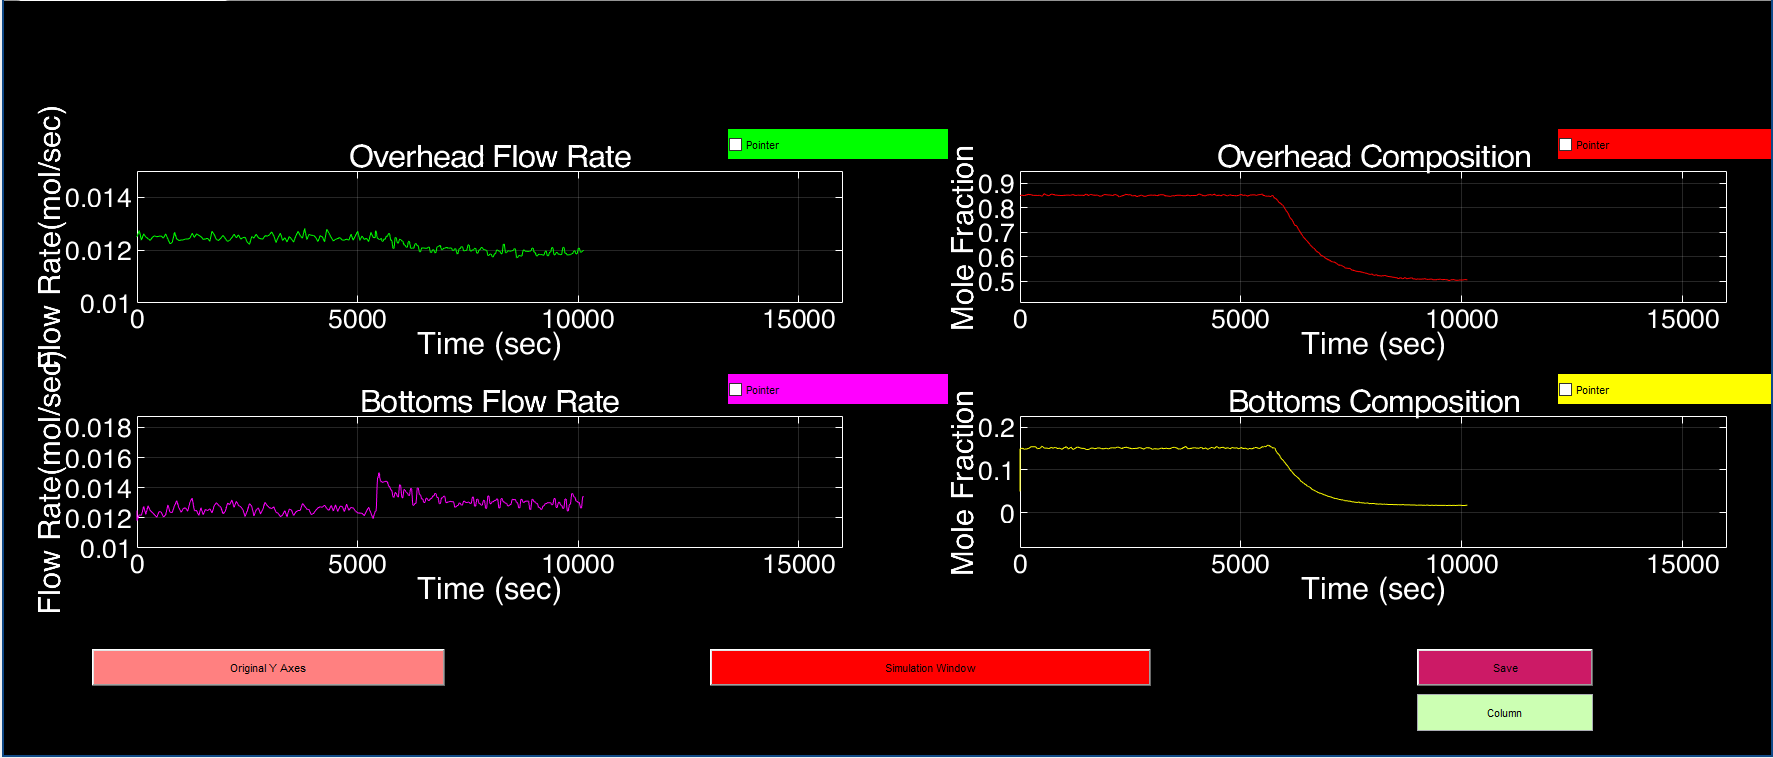 Overhead Flow Rate
Pointer
Flow Rate(mol/sec)
0.014
0.012
0.01
0 5000 10000 15000
Time (sec)
Overhead Composition
Pointer
Mole Fraction
0.9
0.8
0.7
0.6
0.5
0 5000 10000 15000
Time (sec)
Bottoms Flow Rate
Pointer
Flow Rate(mol/sec)
0.018
0.016
0.014
0.012
0.01
0 5000 10000 15000
Time (sec)
Bottoms Composition
Pointer
Mole Fraction
0.2
0.1
0
0 5000 10000 15000
Time (sec)
Original Y Axes
Simulation Window
Save
Column